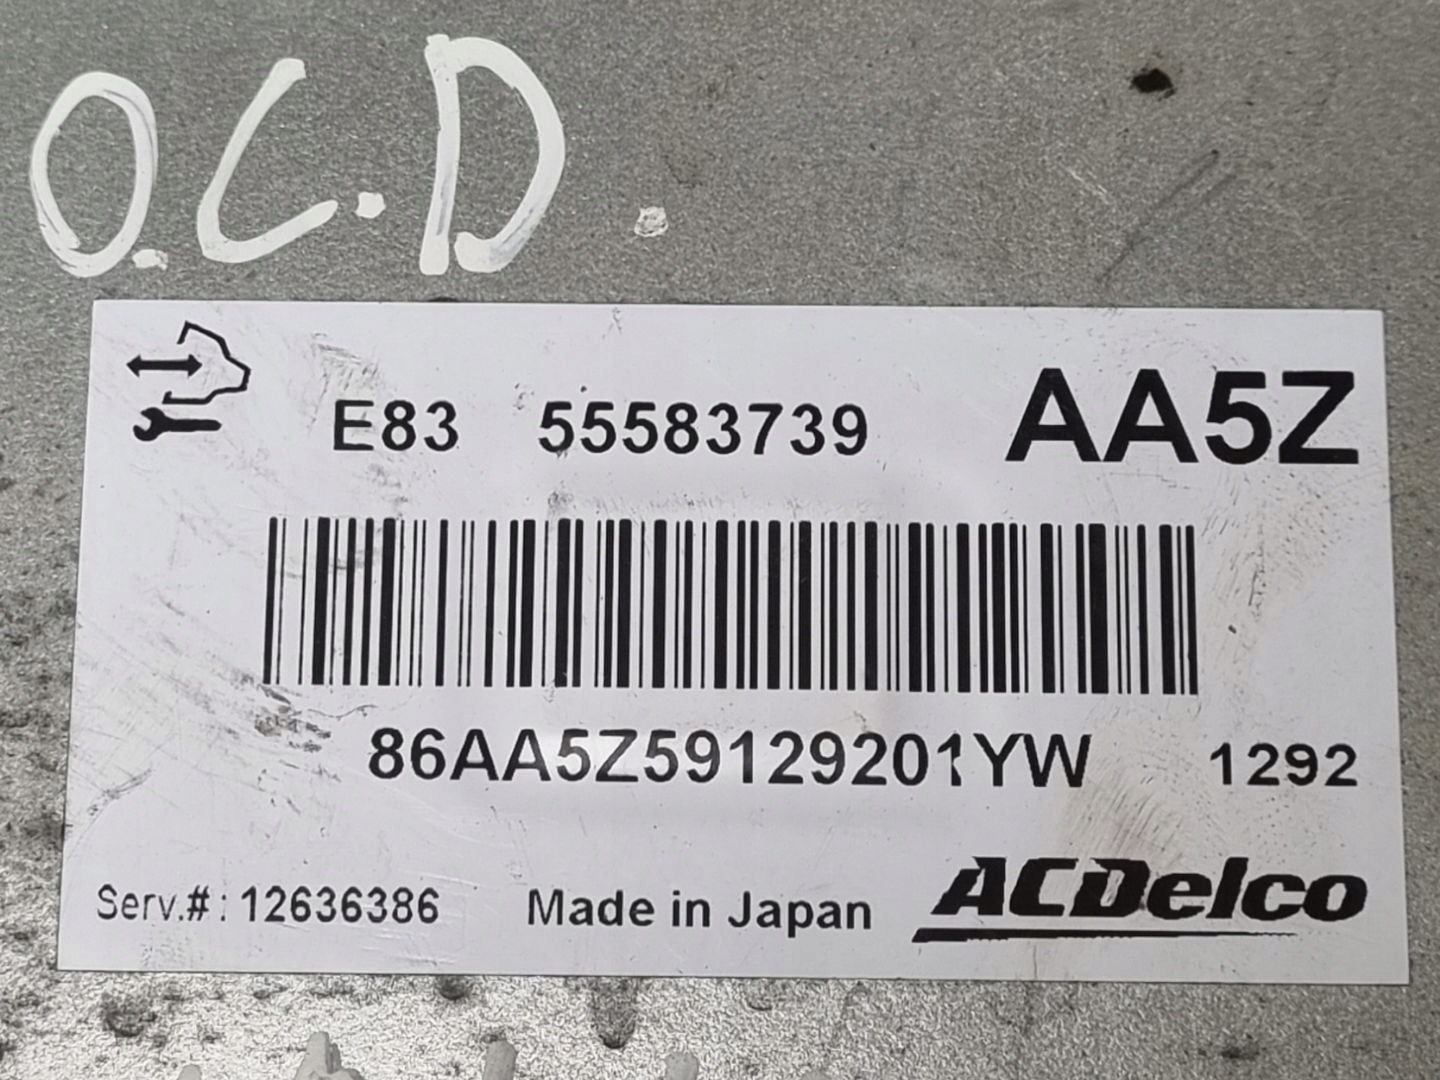 O.C.D.
E83 55583739 AA5Z
86AA5Z59129201YW 1292
Serv.#: 12636386 Made in Japan ACDelco